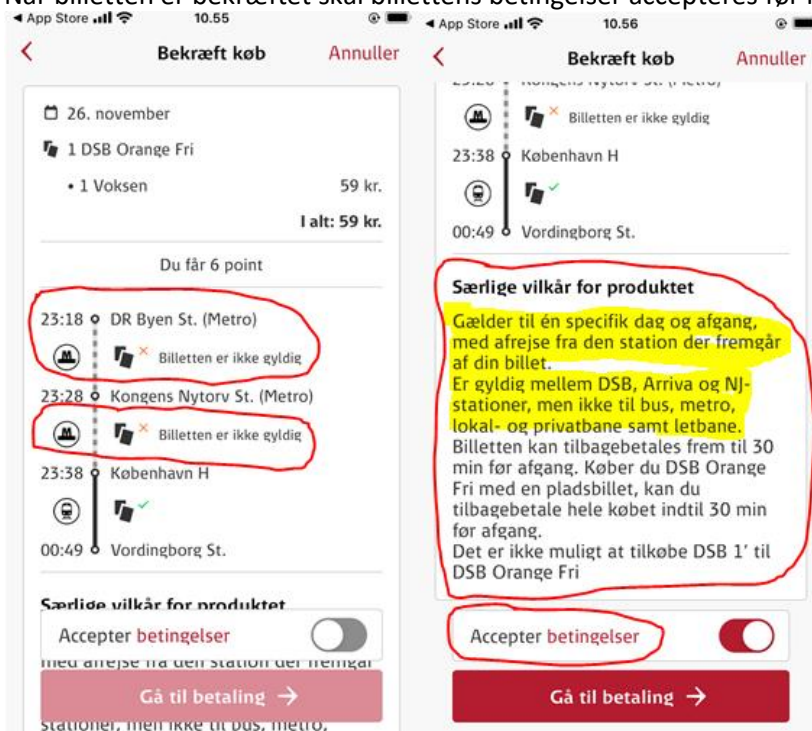 Når billetten er bekræftet skal billettens betingelser accepteres før
App Store
10.55
Bekræft køb
Annuller
26. november
1 DSB Orange Fri
• 1 Voksen 59 kr.
I alt: 59 kr.
Du får 6 point
23:18 DR Byen St. (Metro)
Billetten er ikke gyldig
23:28 Kongens Nytorv St. (Metro)
Billetten er ikke gyldig
23:38 København H
00:49 Vordingborg St.
Særlige vilkår for produktet
Accepter betingelser
med afrejse fra den station der fremgår
Gå til betaling →
stationer, men ikke til bus, metro,
App Store
10.56
Bekræft køb
Annuller
23:28 Kongens Nytorv St. (Metro)
Billetten er ikke gyldig
23:38 København H
00:49 Vordingborg St.
Særlige vilkår for produktet
Gælder til én specifik dag og afgang,
med afrejse fra den station der fremgår
af din billet.
Er gyldig mellem DSB, Arriva og NJ-
stationer, men ikke til bus, metro,
lokal- og privatbane samt letbane.
Billetten kan tilbagebetales frem til 30
min før afgang. Køber du DSB Orange
Fri med en pladsbillet, kan du
tilbagebetale hele købet indtil 30 min
før afgang.
Det er ikke muligt at tilkøbe DSB 1' til
DSB Orange Fri
Accepter betingelser
Gå til betaling →